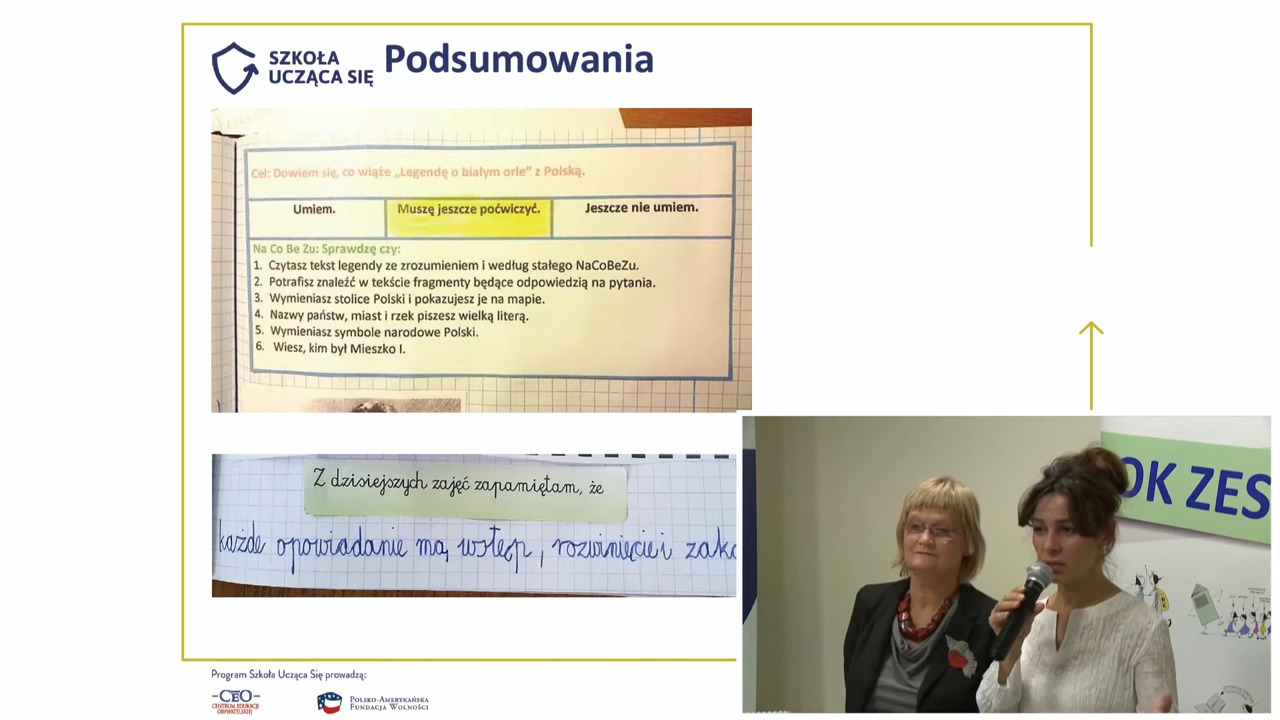 SZKOŁA
UCZĄCA SIĘ
Podsumowania
Cel: Dowiem się, co wiąże „Legendę o białym orle” z Polską.
Umiem.
Muszę jeszcze poćwiczyć.
Jeszcze nie umiem.
Na Co Be Zu: Sprawdzę czy:
1. Czytasz tekst legendy ze zrozumieniem i według stałego NaCoBeZu.
2. Potrafisz znaleźć w tekście fragmenty będące odpowiedzią na pytania.
3. Wymieniasz stolice Polski i pokazujesz je na mapie.
4. Nazwy państw, miast i rzek piszesz wielką literą.
5. Wymieniasz symbole narodowe Polski.
6. Wiesz, kim był Mieszko I.
Z dzisiejszych zajęć zapamiętam, że
każde opowiadanie ma wstęp, rozwinięcie i zako
OK ZES
Program Szkoła Ucząca Się prowadzą:
CEO
CENTRUM EDUKACJI
OBYWATELSKIEJ
POLSKO-AMERYKAŃSKA
FUNDACJA WOLNOŚCI